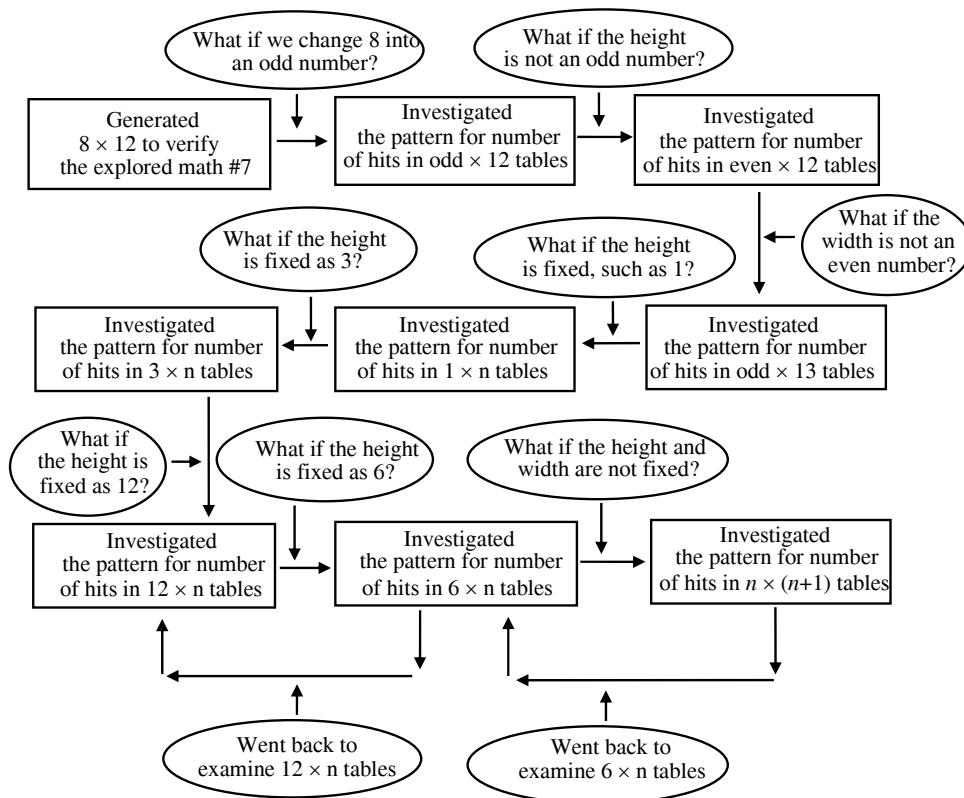 What if we change 8 into
an odd number?
What if the height
is not an odd number?
Generated
8 × 12 to verify
the explored math #7
Investigated
the pattern for number
of hits in odd × 12 tables
Investigated
the pattern for number
of hits in even × 12 tables
What if the
width is not an
even number?
What if the height
is fixed, such as 1?
What if the height
is fixed as 3?
Investigated
the pattern for number
of hits in odd × 13 tables
Investigated
the pattern for number
of hits in 1 × n tables
Investigated
the pattern for number
of hits in 3 × n tables
What if
the height is
fixed as 12?
What if the height
is fixed as 6?
What if the height and
width are not fixed?
Investigated
the pattern for number
of hits in 12 × n tables
Investigated
the pattern for number
of hits in 6 × n tables
Investigated
the pattern for number
of hits in n × (n+1) tables
Went back to
examine 12 × n tables
Went back to
examine 6 × n tables